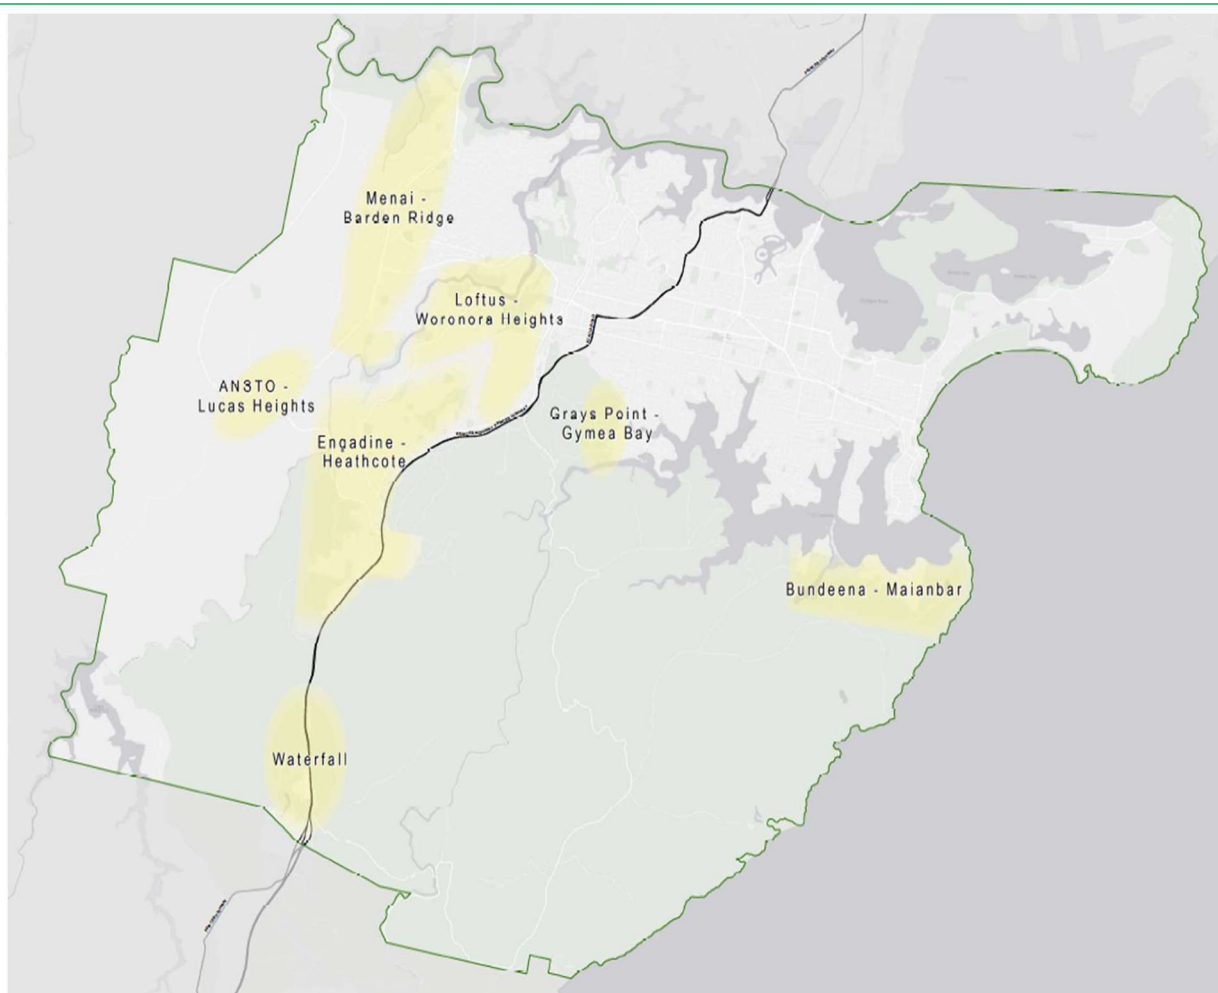 Menai -
Barden Ridge
Loftus -
Woronora Heights
ANSTO -
Lucas Heights
Grays Point -
Gymea Bay
Engadine -
Heathcote
Bundeena - Maianbar
Waterfall